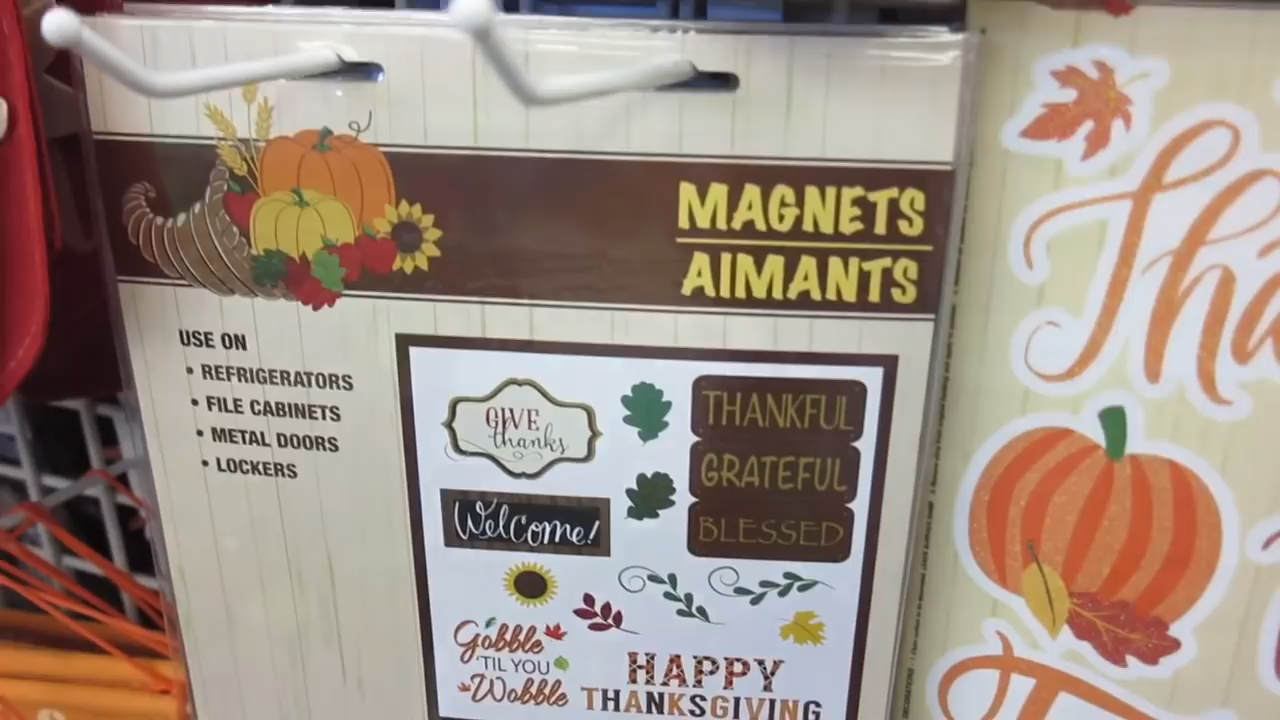 MAGNETS
AIMANTS
USE ON
• REFRIGERATORS
• FILE CABINETS
• METAL DOORS
• LOCKERS
GIVE
thanks
THANKFUL
GRATEFUL
BLESSED
Welcome!
Gobble
'TIL YOU
Wobble
HAPPY
THANKSGIVING